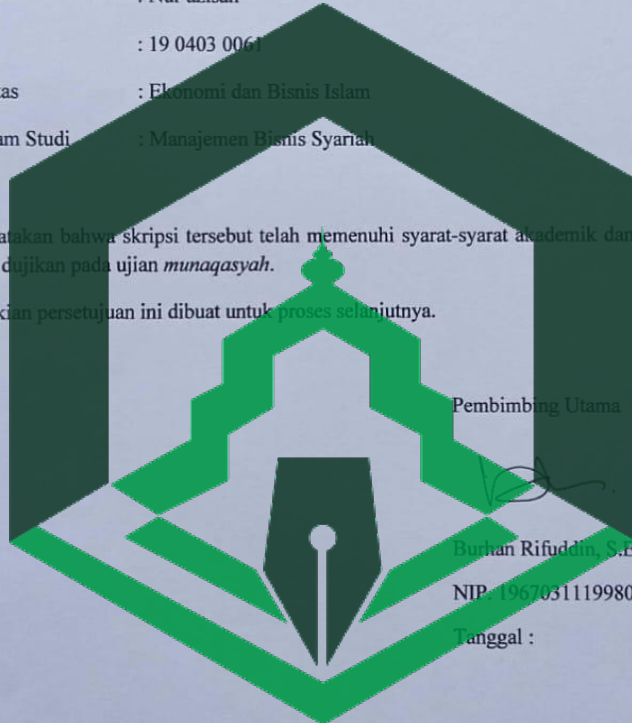 : Nur azisah
: 19 0403 0061
tas : Ekonomi dan Bisnis Islam
am Studi : Manajemen Bisnis Syariah
atakan bahwa skripsi tersebut telah memenuhi syarat-syarat akademik dan
dujikan pada ujian munaqasyah.
kian persetujuan ini dibuat untuk proses selanjutnya.
Pembimbing Utama
Burhan Rifuddin, S.E
NIP. 1967031119980
Tanggal :